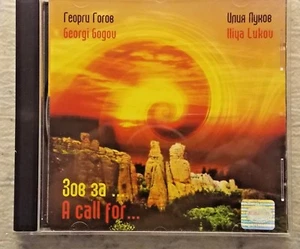 Георги Гогов
Georgi Gogov
Илия Луков
Iliya Lukov
Зов за ...
A call for...